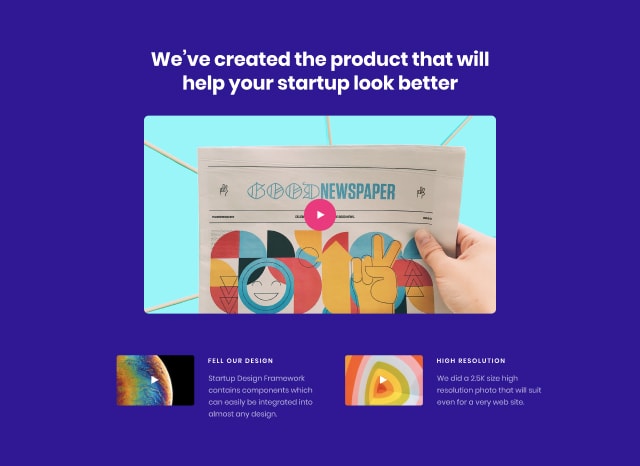 We've created the product that will
help your startup look better
GOOD NEWSPAPER
FELL OUR DESIGN
Startup Design Framework
contains components which
can easily be integrated into
almost any design.
HIGH RESOLUTION
We did a 2.5K size high
resolution photo that will suit
even for a very web site.